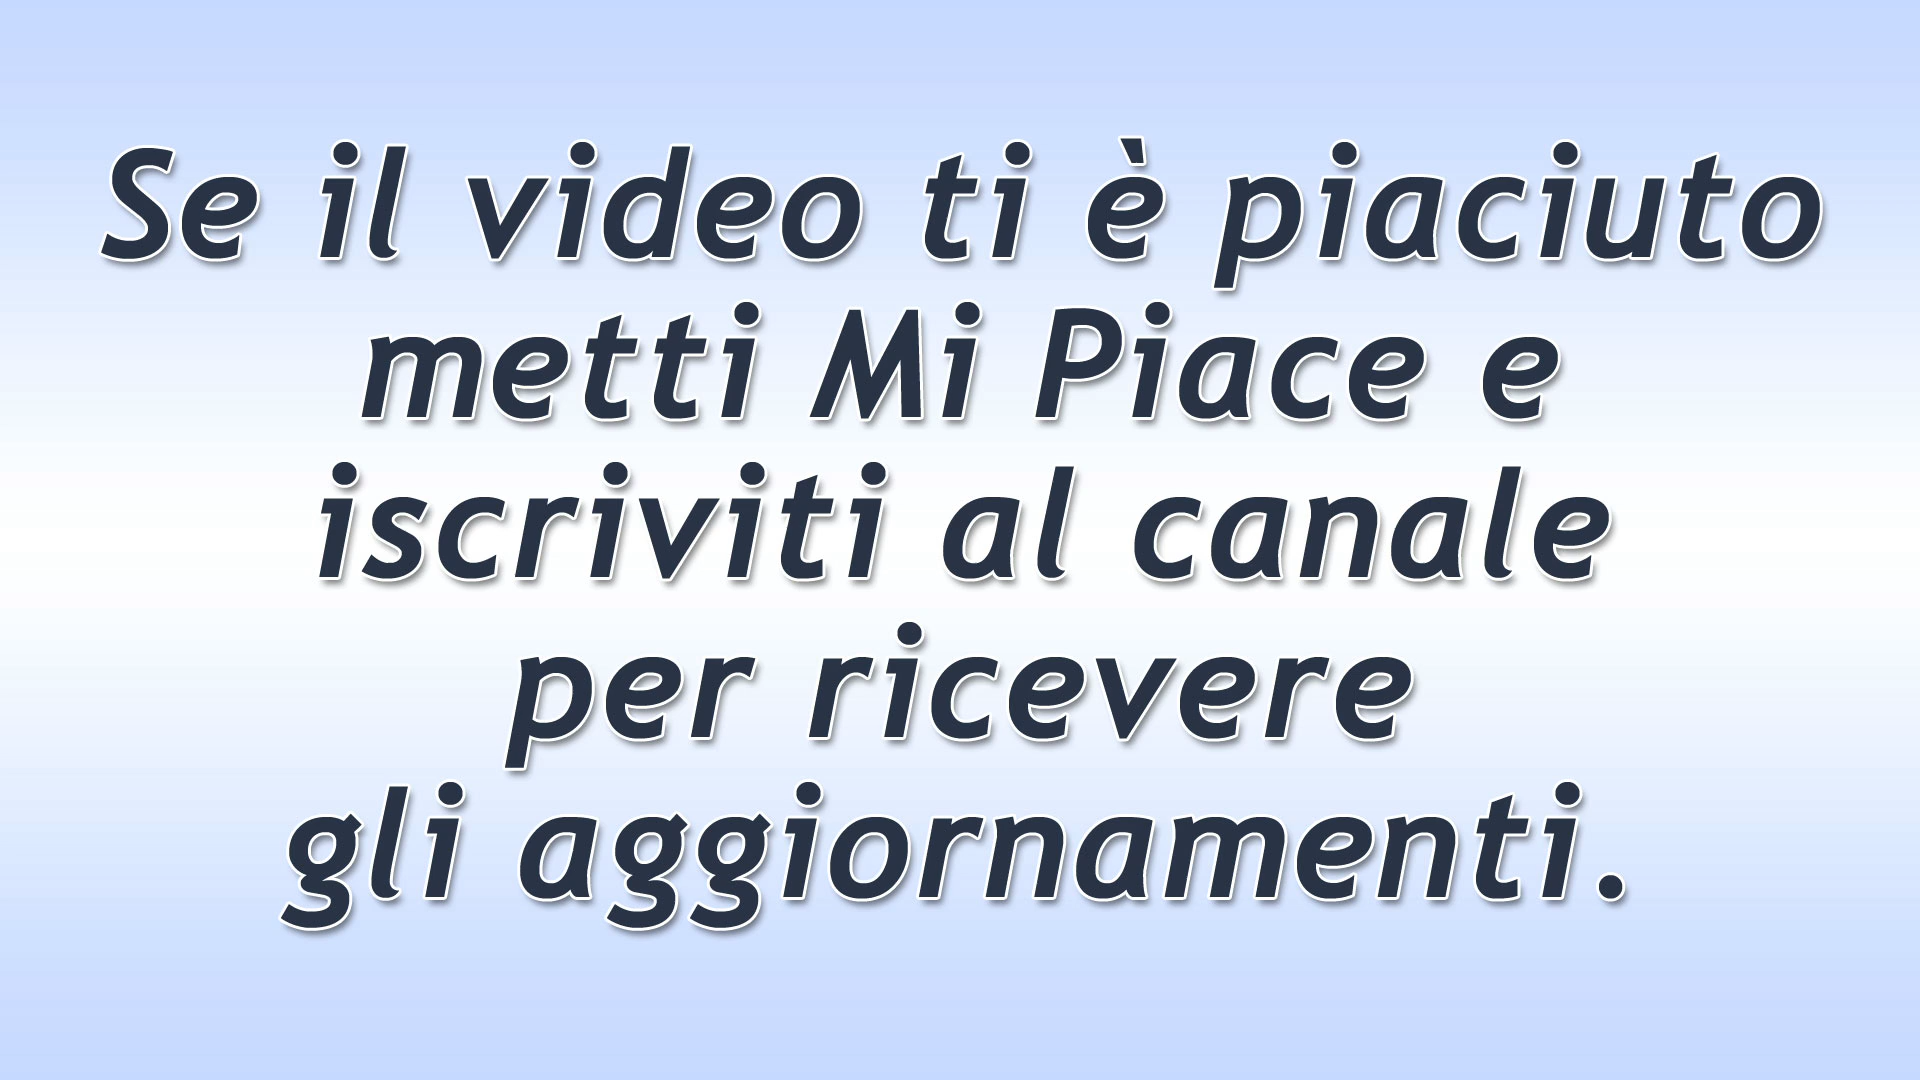 Se il video ti è piaciuto
metti Mi Piace e
iscriviti al canale
per ricevere
gli aggiornamenti.